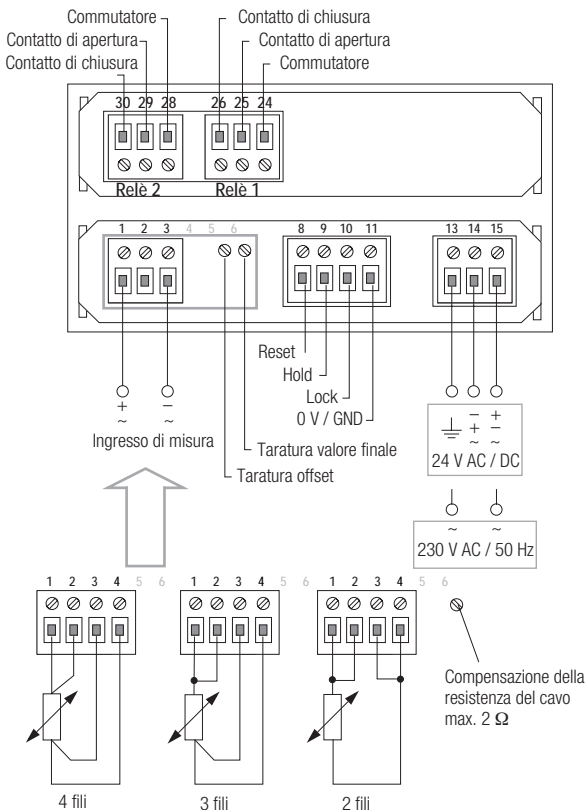 Commutatore
Contatto di apertura
Contatto di chiusura
Contatto di chiusura
Contatto di apertura
Commutatore
30 29 28
26 25 24
Relè 2
Relè 1
1 2 3 4 5 6
8 9 10 11
13 14 15
Reset
Hold
Lock
0 V / GND
+
~
−
~
Ingresso di misura
Taratura valore finale
Taratura offset
− +
+ −
~ ~
24 V AC / DC
~ ~
230 V AC / 50 Hz
1 2 3 4 5 6
1 2 3 4 5 6
1 2 3 4 5 6
Compensazione della
resistenza del cavo
max. 2 Ω
4 fili
3 fili
2 fili